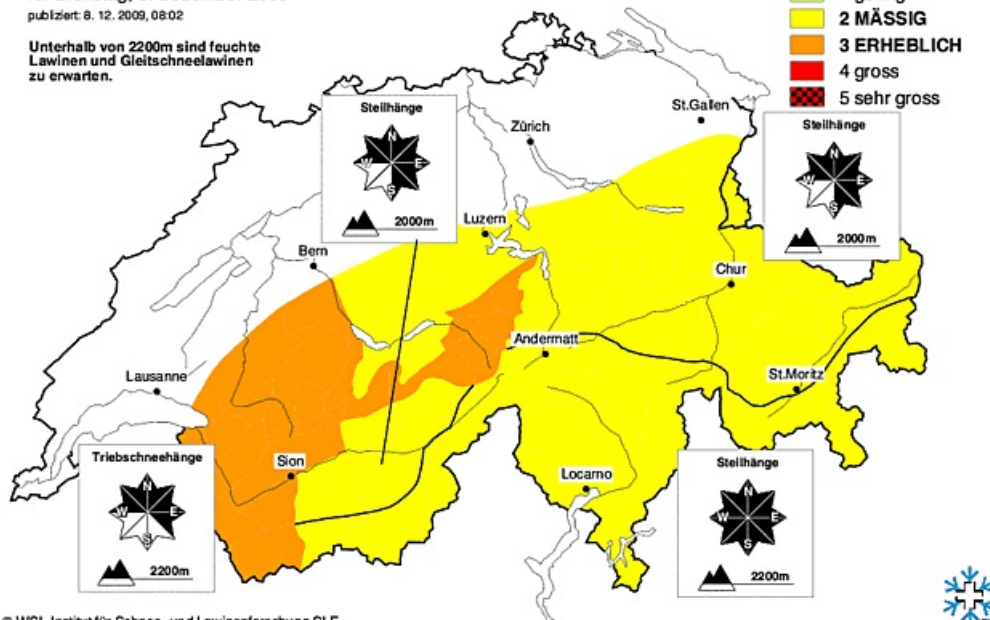 publiziert: 8. 12. 2009, 08:02
Unterhalb von 2200m sind feuchte
Lawinen und Gleitschneelawinen
zu erwarten.
2 MÄSSIG
3 ERHEBLICH
4 gross
5 sehr gross
Steilhänge
N
W E
S
2000m
Steilhänge
N
W E
S
2000m
St.Gallen
Zürich
Luzern
Bern
Chur
Andermatt
Lausanne
St.Moritz
Sion
Locarno
Triebschneehänge
N
W E
S
2200m
Steilhänge
N
W E
S
2200m